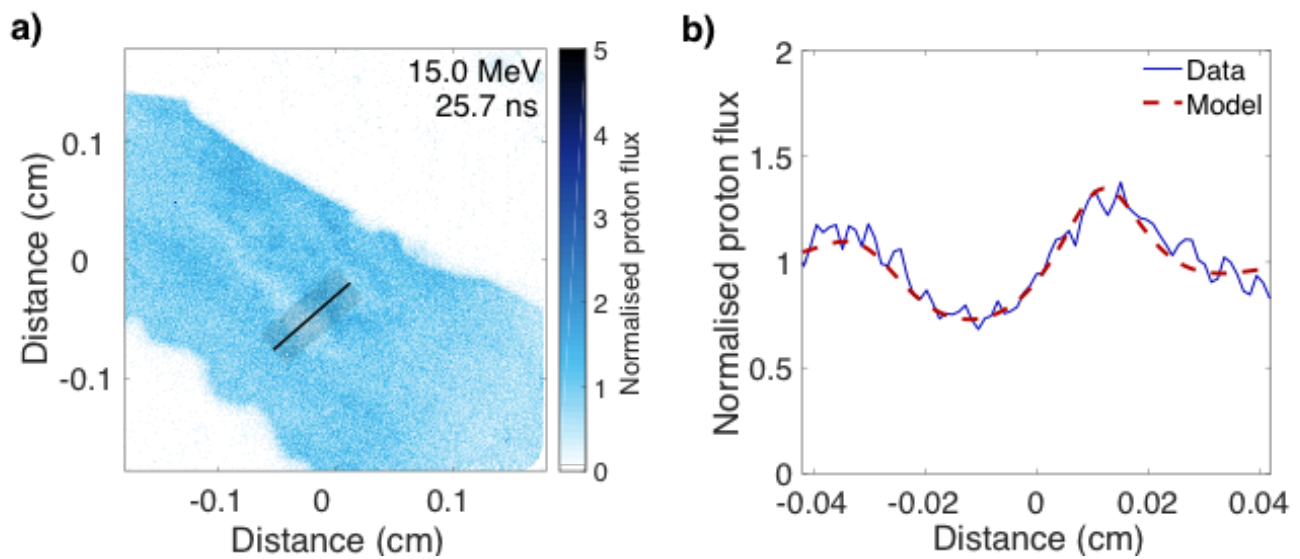 a)
15.0 MeV
25.7 ns
0.1
0
-0.1
Distance (cm)
-0.1
0
0.1
Distance (cm)
5
4
3
2
1
0
Normalised proton flux
b)
2
1.5
1
0.5
0
Normalised proton flux
Data
Model
-0.04
-0.02
0
0.02
0.04
Distance (cm)